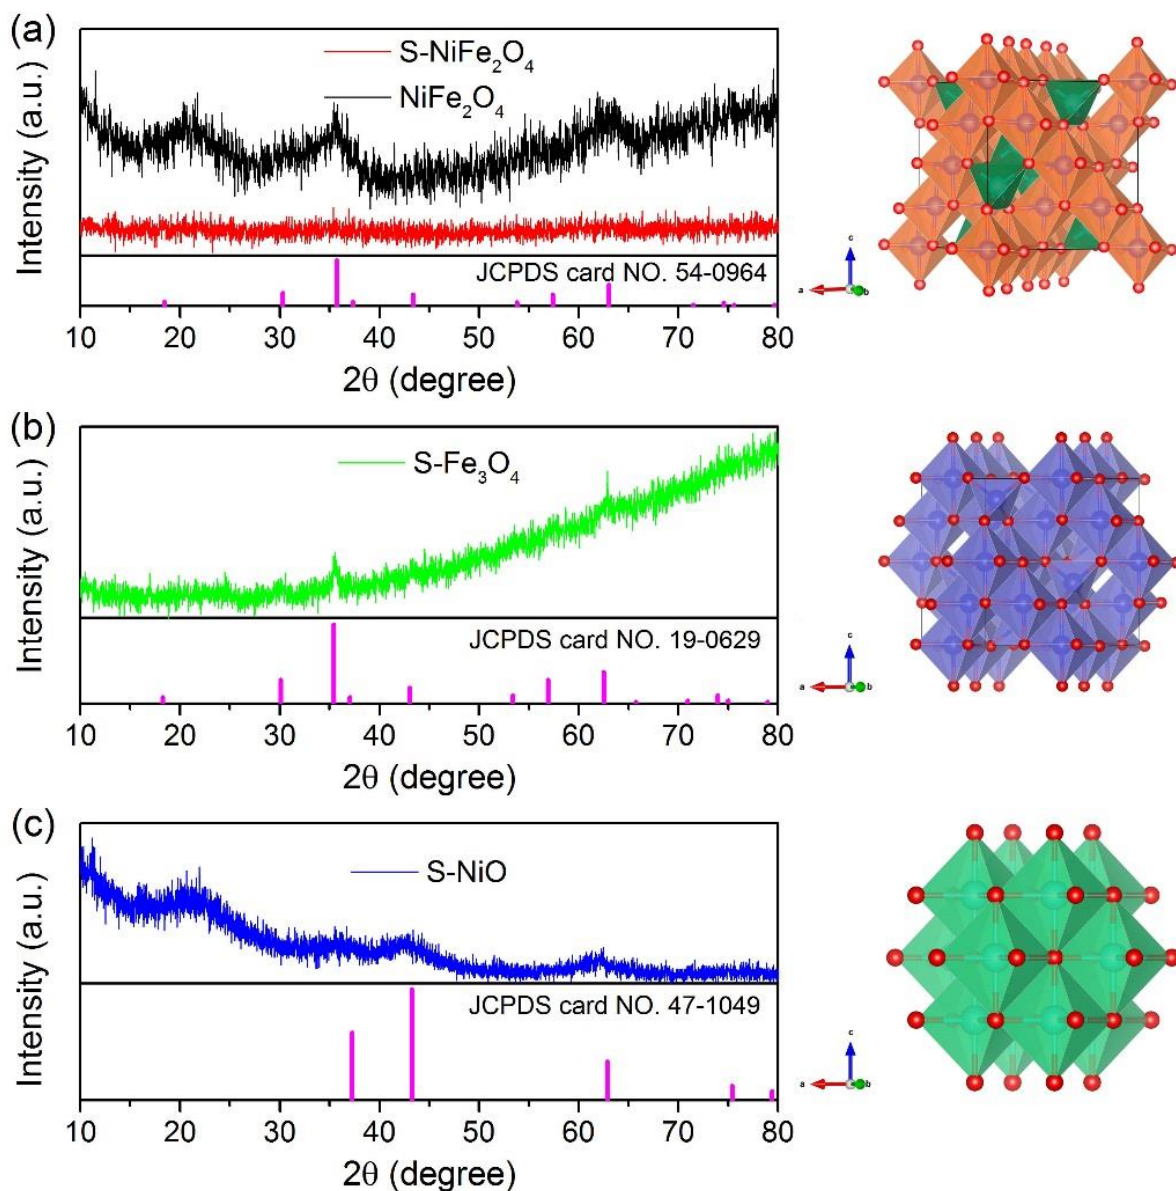 (a)
S-NiFe₂O₄
NiFe₂O₄
Intensity (a.u.)
JCPDS card NO. 54-0964
10 20 30 40 50 60 70 80
2θ (degree)
c
a
b
(b)
S-Fe₃O₄
Intensity (a.u.)
JCPDS card NO. 19-0629
10 20 30 40 50 60 70 80
2θ (degree)
c
a
b
(c)
S-NiO
Intensity (a.u.)
JCPDS card NO. 47-1049
10 20 30 40 50 60 70 80
2θ (degree)
c
a
b